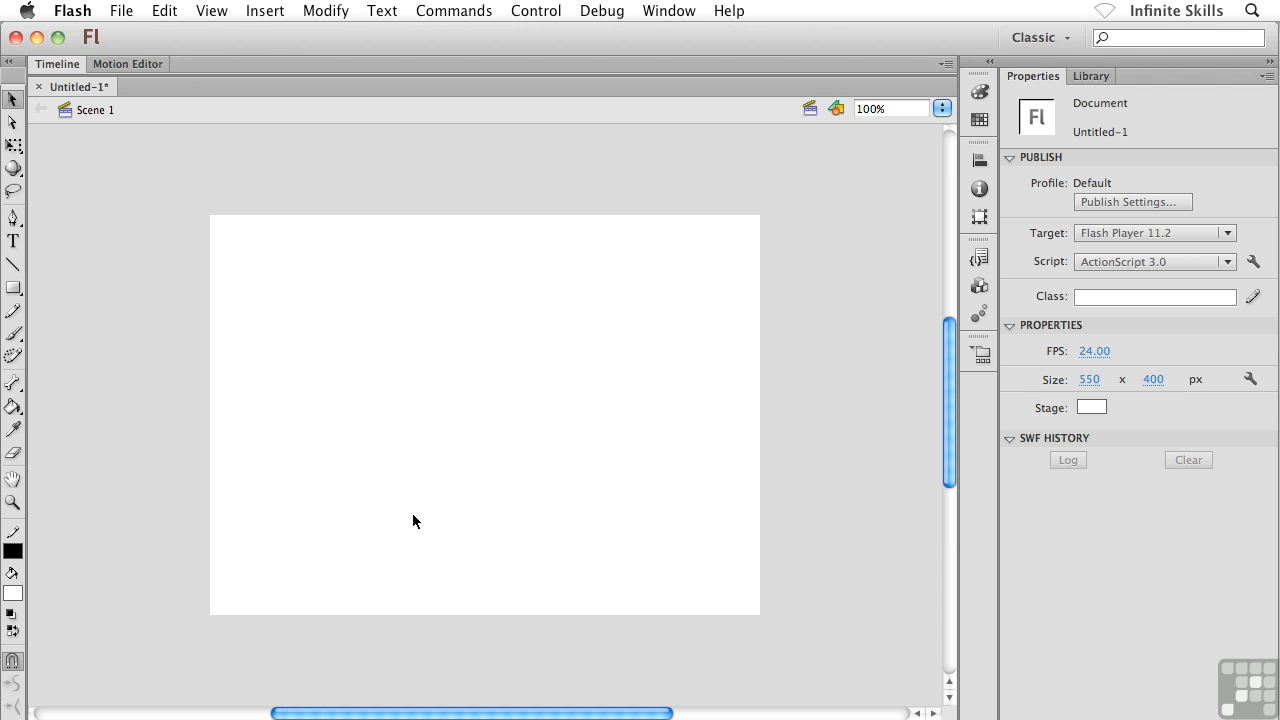 Flash File Edit View Insert Modify Text Commands Control Debug Window Help Infinite Skills
Fl Classic
Timeline Motion Editor
Untitled-1*
Scene 1 100%
T
Properties Library
Fl Document
Untitled-1
PUBLISH
Profile: Default
Publish Settings...
Target: Flash Player 11.2
Script: ActionScript 3.0
Class:
PROPERTIES
FPS: 24.00
Size: 550 x 400 px
Stage:
SWF HISTORY
Log Clear